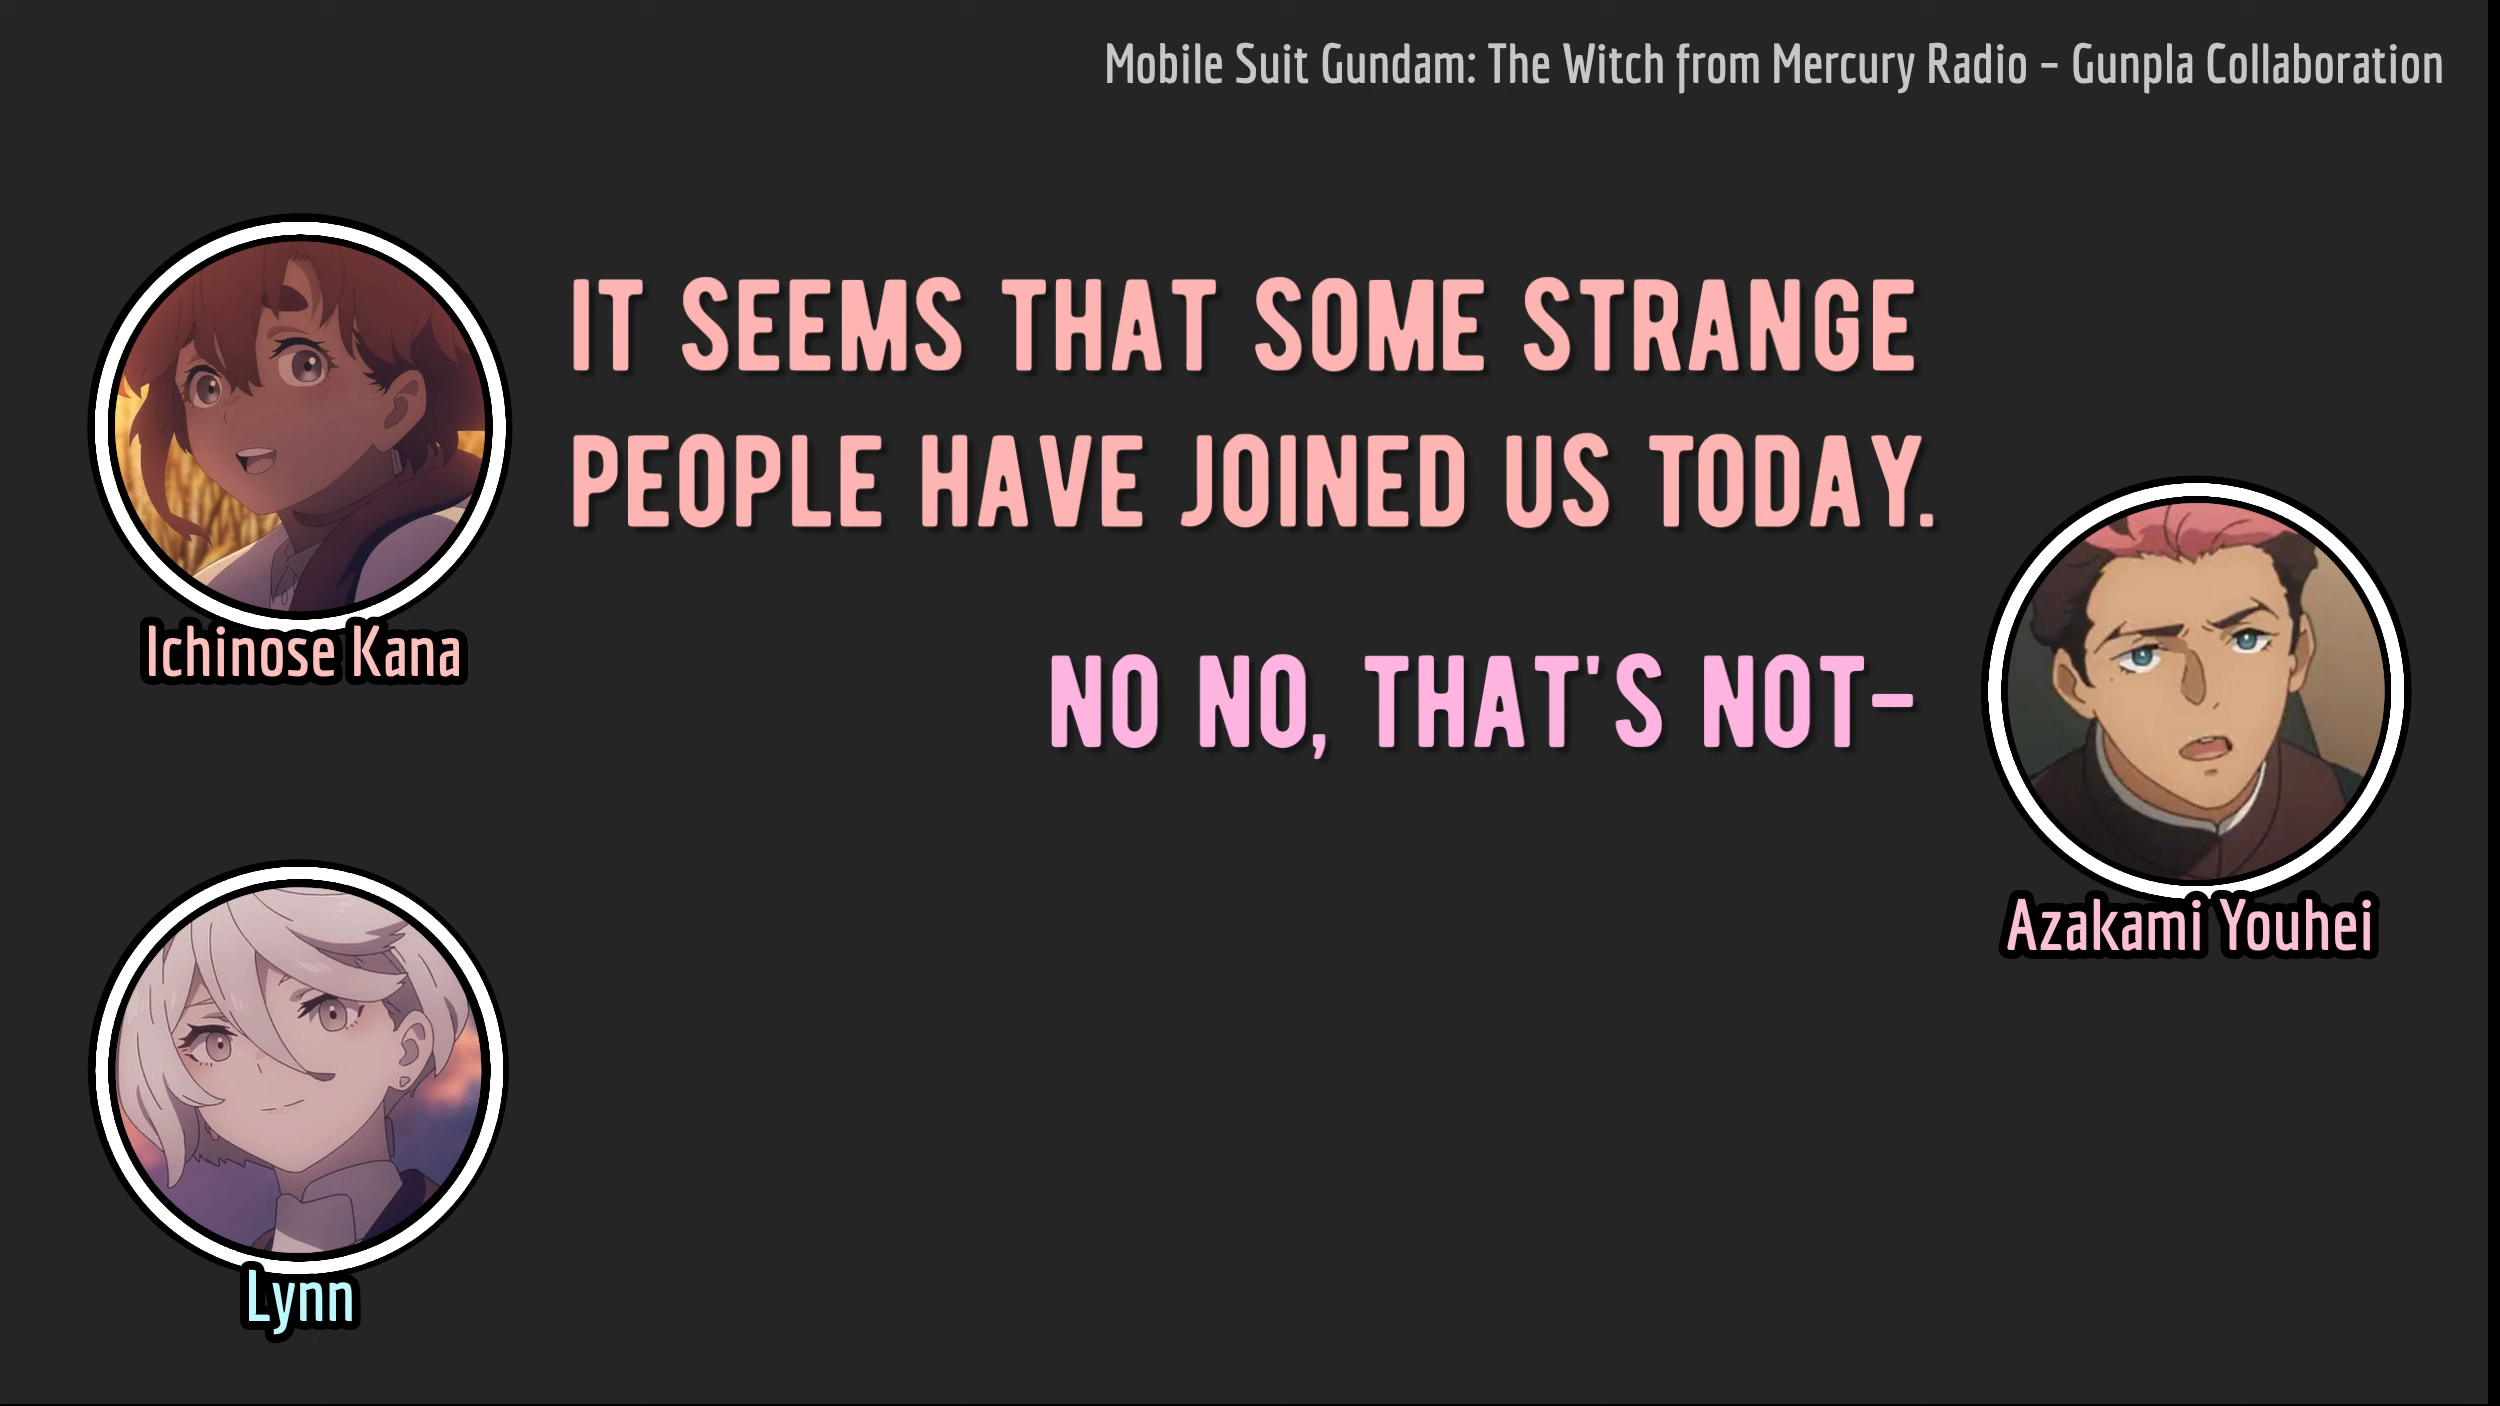 Mobile Suit Gundam: The Witch from Mercury Radio – Gunpla Collaboration
IT SEEMS THAT SOME STRANGE
PEOPLE HAVE JOINED US TODAY.
Ichinose Kana
NO NO, THAT'S NOT–
Azakami Youhei
Lynn